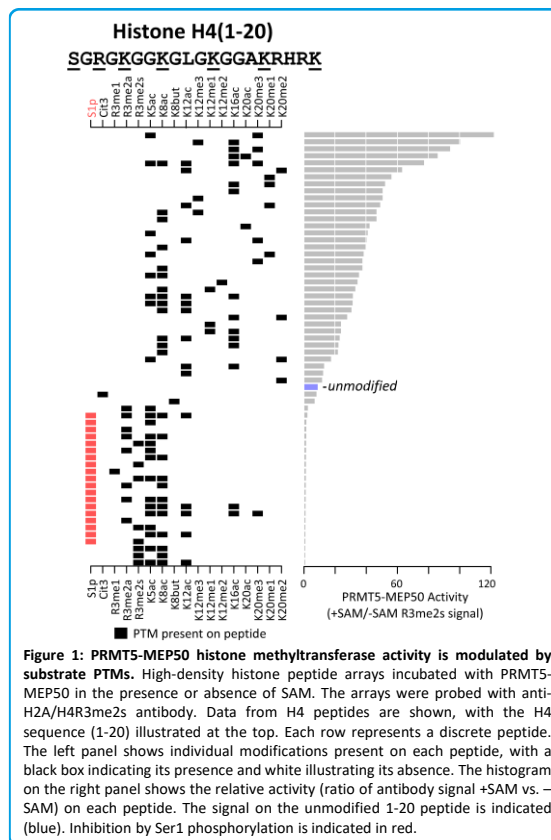 Histone H4(1-20)
SGRGKGGKGLGKGGAKRHRK
S1p
Cit3
R3me1
R3me2a
R3me2s
K5ac
K8ac
K8but
K12ac
K12me3
K12me1
K12me2
K16ac
K20ac
K20me3
K20me1
K20me2
-unmodified
S1p
Cit3
R3me1
R3me2a
R3me2s
K5ac
K8ac
K8but
K12ac
K12me3
K12me1
K12me2
K16ac
K20ac
K20me3
K20me1
K20me2
0 60 120
PRMT5-MEP50 Activity
(+SAM/-SAM R3me2s signal)
PTM present on peptide
Figure 1: PRMT5-MEP50 histone methyltransferase activity is modulated by
substrate PTMs. High-density histone peptide arrays incubated with PRMT5-
MEP50 in the presence or absence of SAM. The arrays were probed with anti-
H2A/H4R3me2s antibody. Data from H4 peptides are shown, with the H4
sequence (1-20) illustrated at the top. Each row represents a discrete peptide.
The left panel shows individual modifications present on each peptide, with a
black box indicating its presence and white illustrating its absence. The histogram
on the right panel shows the relative activity (ratio of antibody signal +SAM vs. –
SAM) on each peptide. The signal on the unmodified 1-20 peptide is indicated
(blue). Inhibition by Ser1 phosphorylation is indicated in red.